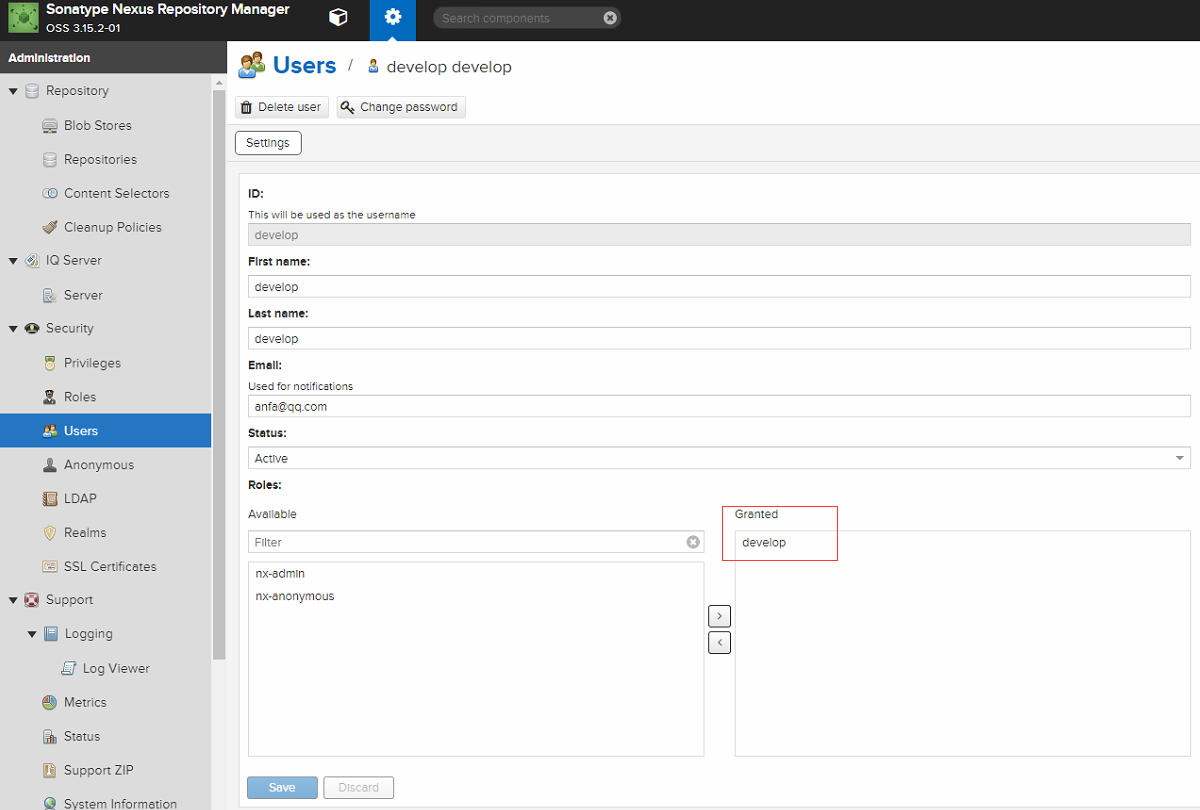 Sonatype Nexus Repository Manager
OSS 3.15.2-01
Search components
Administration
Repository
Blob Stores
Repositories
Content Selectors
Cleanup Policies
IQ Server
Server
Security
Privileges
Roles
Users
Anonymous
LDAP
Realms
SSL Certificates
Support
Logging
Log Viewer
Metrics
Status
Support ZIP
System Information
Users / develop develop
Delete user Change password
Settings
ID:
This will be used as the username
develop
First name:
develop
Last name:
develop
Email:
Used for notifications
anfa@qq.com
Status:
Active
Roles:
Available
Filter
nx-admin
nx-anonymous
>
<
Granted
develop
Save Discard